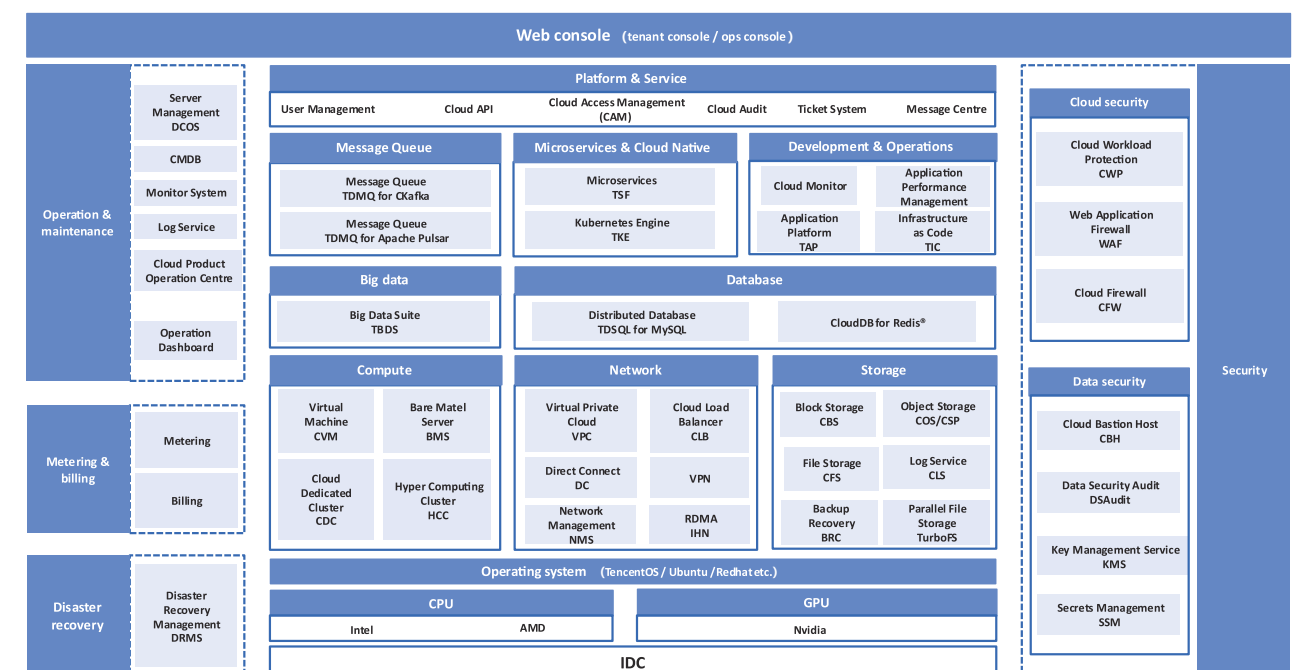 Web console (tenant console / ops console )
Operation &
maintenance
Server
Management
DCOS
CMDB
Monitor System
Log Service
Cloud Product
Operation Centre
Operation
Dashboard
Metering &
billing
Metering
Billing
Disaster
recovery
Disaster
Recovery
Management
DRMS
Platform & Service
User Management
Cloud API
Cloud Access Management
(CAM)
Cloud Audit
Ticket System
Message Centre
Message Queue
Message Queue
TDMQ for CKafka
Message Queue
TDMQ for Apache Pulsar
Microservices & Cloud Native
Microservices
TSF
Kubernetes Engine
TKE
Development & Operations
Cloud Monitor
Application
Performance
Management
Application
Platform
TAP
Infrastructure
as Code
TIC
Big data
Big Data Suite
TBDS
Database
Distributed Database
TDSQL for MySQL
CloudDB for Redis®
Compute
Virtual
Machine
CVM
Bare Matel
Server
BMS
Cloud
Dedicated
Cluster
CDC
Hyper Computing
Cluster
HCC
Network
Virtual Private
Cloud
VPC
Cloud Load
Balancer
CLB
Direct Connect
DC
VPN
Network
Management
NMS
RDMA
IHN
Storage
Block Storage
CBS
Object Storage
COS/CSP
File Storage
CFS
Log Service
CLS
Backup
Recovery
BRC
Parallel File
Storage
TurboFS
Operating system (TencentOS / Ubuntu / Redhat etc.)
CPU
Intel
AMD
GPU
Nvidia
IDC
Cloud security
Cloud Workload
Protection
CWP
Web Application
Firewall
WAF
Cloud Firewall
CFW
Data security
Cloud Bastion Host
CBH
Data Security Audit
DSAudit
Key Management Service
KMS
Secrets Management
SSM
Security